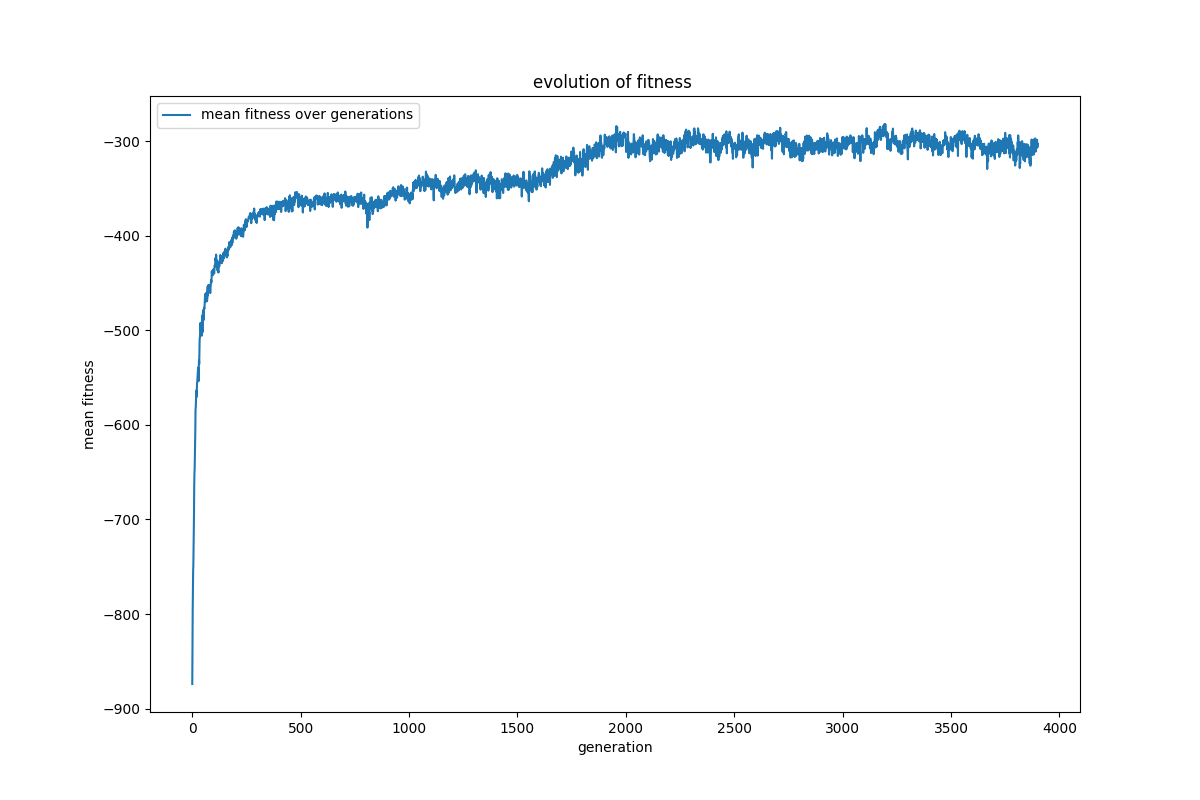 evolution of fitness
mean fitness over generations
−300
−400
−500
−600
−700
−800
−900
mean fitness
0 500 1000 1500 2000 2500 3000 3500 4000
generation